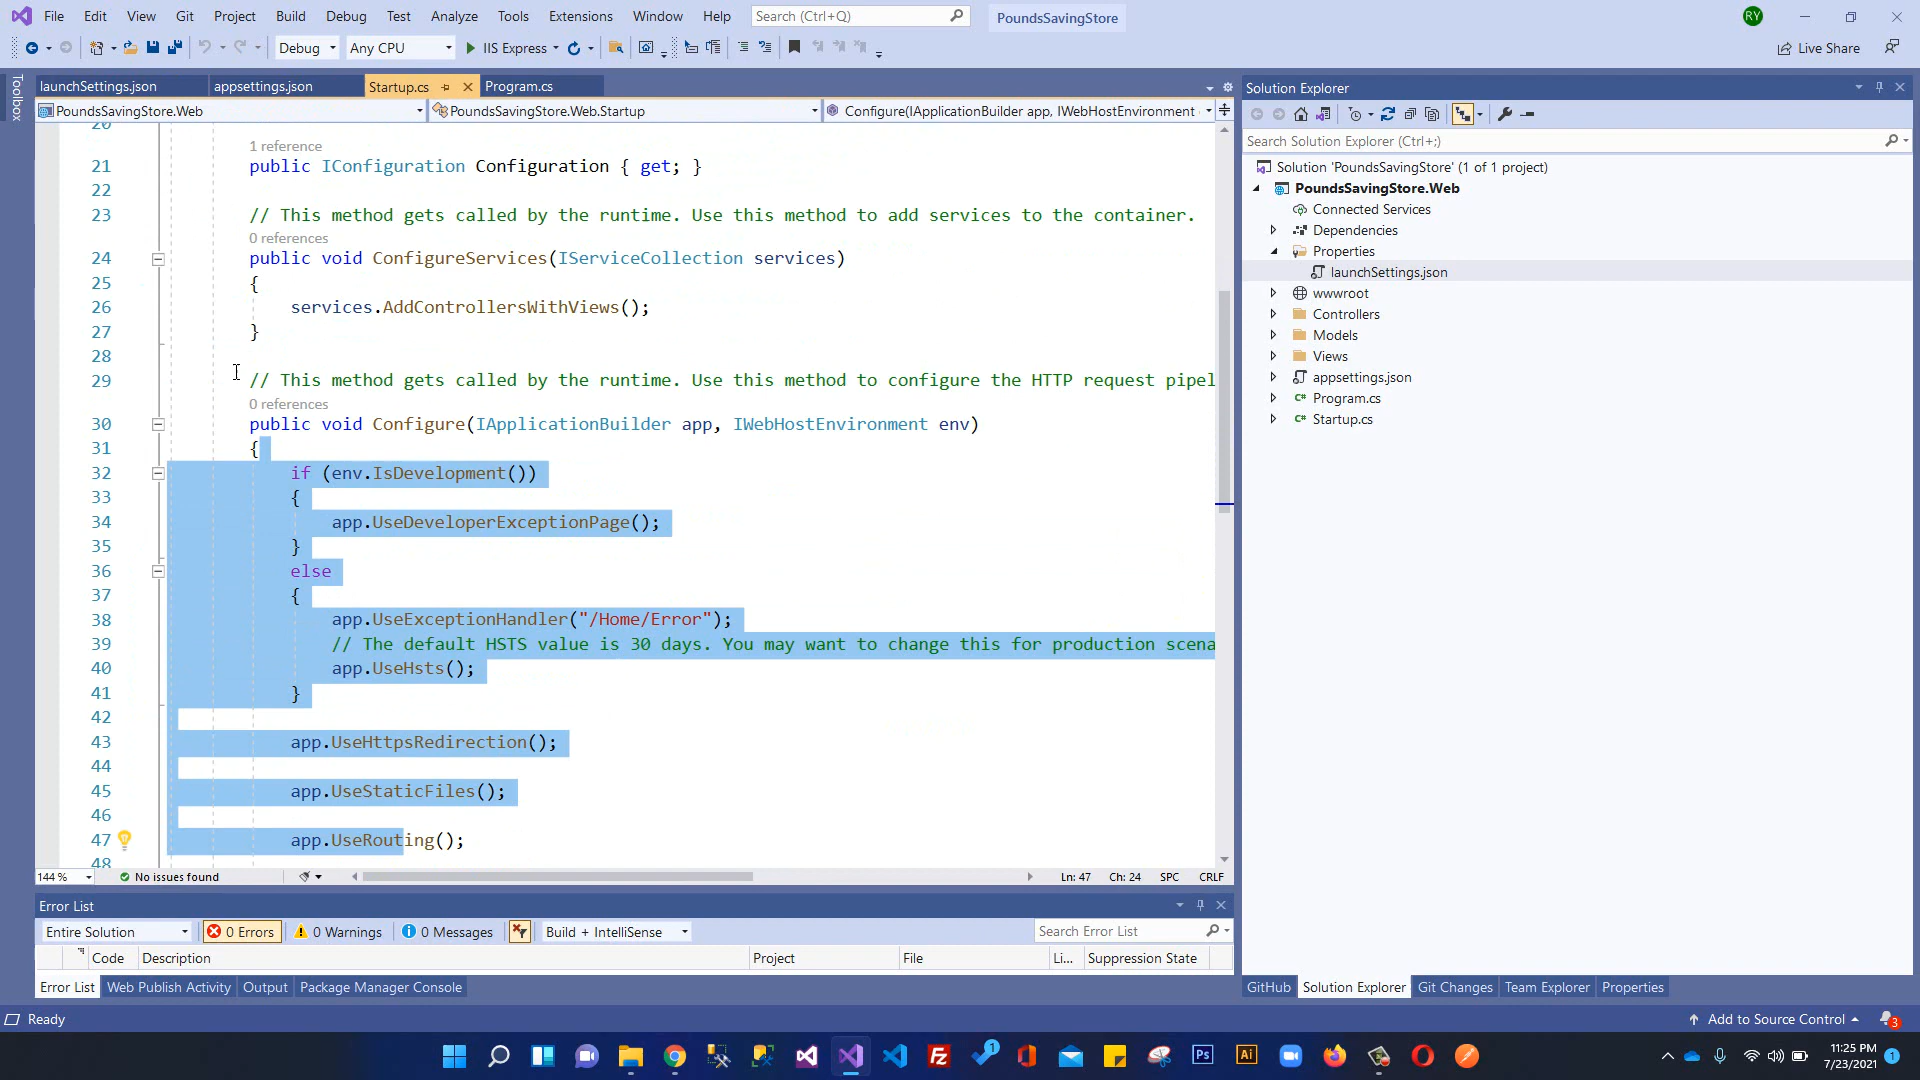 File Edit View Git Project Build Debug Test Analyze Tools Extensions Window Help Search (Ctrl+Q) PoundsSavingStore RY
Debug Any CPU IIS Express Live Share
Toolbox
launchSettings.json appsettings.json Startup.cs Program.cs
PoundsSavingStore.Web PoundsSavingStore.Web.Startup Configure(IApplicationBuilder app, IWebHostEnvironment
20
1 reference
21 public IConfiguration Configuration { get; }
22
23 // This method gets called by the runtime. Use this method to add services to the container.
0 references
24 public void ConfigureServices(IServiceCollection services)
25 {
26 services.AddControllersWithViews();
27 }
28
29 // This method gets called by the runtime. Use this method to configure the HTTP request pipel
0 references
30 public void Configure(IApplicationBuilder app, IWebHostEnvironment env)
31 {
32 if (env.IsDevelopment())
33 {
34 app.UseDeveloperExceptionPage();
35 }
36 else
37 {
38 app.UseExceptionHandler("/Home/Error");
39 // The default HSTS value is 30 days. You may want to change this for production scena
40 app.UseHsts();
41 }
42
43 app.UseHttpsRedirection();
44
45 app.UseStaticFiles();
46
47 app.UseRouting();
48
144 % No issues found Ln: 47 Ch: 24 SPC CRLF
Error List
Entire Solution 0 Errors 0 Warnings 0 Messages Build + IntelliSense Search Error List
Code Description Project File Li... Suppression State
Error List Web Publish Activity Output Package Manager Console
Solution Explorer
Search Solution Explorer (Ctrl+;)
Solution 'PoundsSavingStore' (1 of 1 project)
PoundsSavingStore.Web
Connected Services
Dependencies
Properties
launchSettings.json
wwwroot
Controllers
Models
Views
appsettings.json
C# Program.cs
C# Startup.cs
GitHub Solution Explorer Git Changes Team Explorer Properties
Ready Add to Source Control 3
1 Ps Ai 11:25 PM
7/23/2021 1